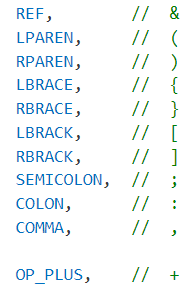 REF, // &
LPAREN, // (
RPAREN, // )
LBRACE, // {
RBRACE, // }
LBRACK, // [
RBRACK, // ]
SEMICOLON, // ;
COLON, // :
COMMA, // ,
OP_PLUS, // +